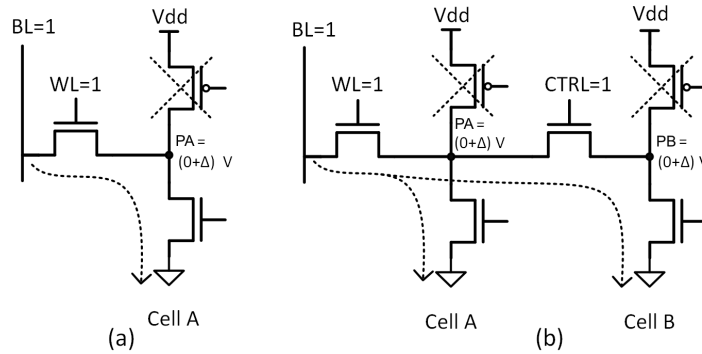 BL=1
Vdd
WL=1
PA =
(0+Δ) V
Cell A
(a)
BL=1
Vdd
Vdd
WL=1
CTRL=1
PA =
(0+Δ) V
PB =
(0+Δ) V
Cell A
Cell B
(b)